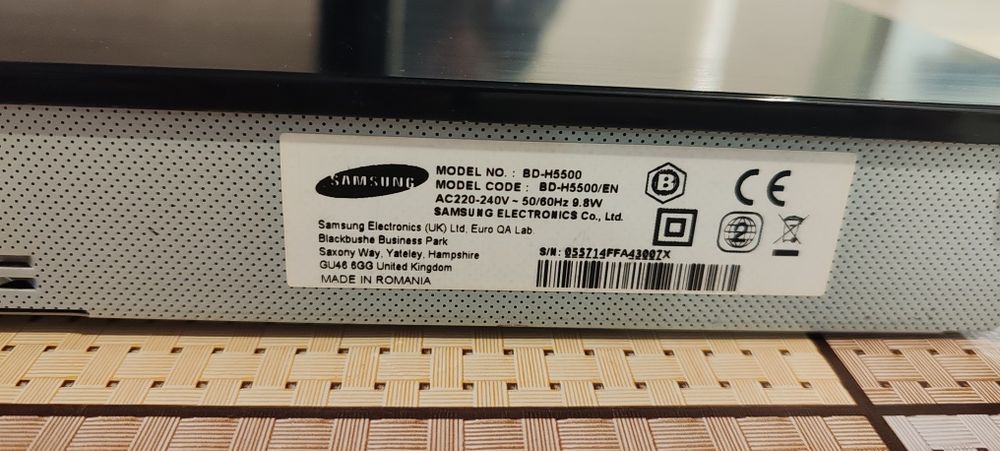 SAMSUNG
MODEL NO. : BD-H5500
MODEL CODE : BD-H5500/EN
AC220-240V ~ 50/60Hz 9.8W
SAMSUNG ELECTRONICS Co., Ltd.
Samsung Electronics (UK) Ltd, Euro QA Lab.
Blackbushe Business Park
Saxony Way, Yateley, Hampshire
GU46 6GG United Kingdom
MADE IN ROMANIA
B
CE
2
S/N: 055714FFA43007X